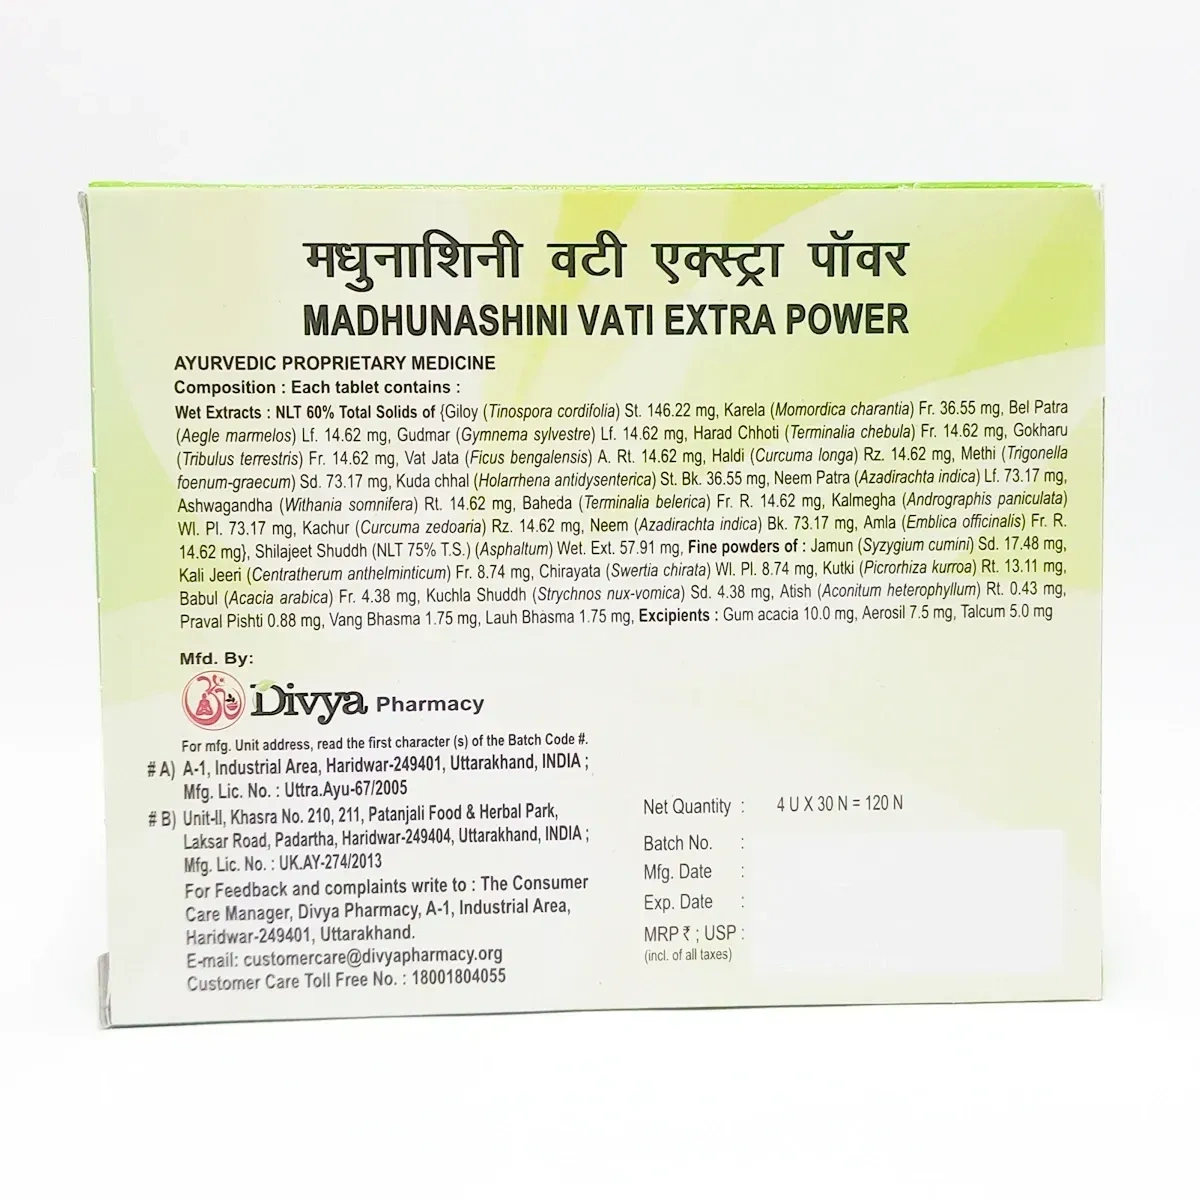 मधुनाशिनी वटी एक्स्ट्रा पॉवर
MADHUNASHINI VATI EXTRA POWER
AYURVEDIC PROPRIETARY MEDICINE
Composition : Each tablet contains :
Wet Extracts : NLT 60% Total Solids of {Giloy (Tinospora cordifolia) St. 146.22 mg, Karela (Momordica charantia) Fr. 36.55 mg, Bel Patra
(Aegle marmelos) Lf. 14.62 mg, Gudmar (Gymnema sylvestre) Lf. 14.62 mg, Harad Chhoti (Terminalia chebula) Fr. 14.62 mg, Gokharu
(Tribulus terrestris) Fr. 14.62 mg, Vat Jata (Ficus bengalensis) A. Rt. 14.62 mg, Haldi (Curcuma longa) Rz. 14.62 mg, Methi (Trigonella
foenum-graecum) Sd. 73.17 mg, Kuda chhal (Holarrhena antidysenterica) St. Bk. 36.55 mg, Neem Patra (Azadirachta indica) Lf. 73.17 mg,
Ashwagandha (Withania somnifera) Rt. 14.62 mg, Baheda (Terminalia belerica) Fr. R. 14.62 mg, Kalmegha (Andrographis paniculata)
Wl. Pl. 73.17 mg, Kachur (Curcuma zedoaria) Rz. 14.62 mg, Neem (Azadirachta indica) Bk. 73.17 mg, Amla (Emblica officinalis) Fr. R.
14.62 mg}, Shilajeet Shuddh (NLT 75% T.S.) (Asphaltum) Wet. Ext. 57.91 mg, Fine powders of : Jamun (Syzygium cumini) Sd. 17.48 mg,
Kali Jeeri (Centratherum anthelminticum) Fr. 8.74 mg, Chirayata (Swertia chirata) Wl. Pl. 8.74 mg, Kutki (Picrorhiza kurroa) Rt. 13.11 mg,
Babul (Acacia arabica) Fr. 4.38 mg, Kuchla Shuddh (Strychnos nux-vomica) Sd. 4.38 mg, Atish (Aconitum heterophyllum) Rt. 0.43 mg,
Praval Pishti 0.88 mg, Vang Bhasma 1.75 mg, Lauh Bhasma 1.75 mg, Excipients : Gum acacia 10.0 mg, Aerosil 7.5 mg, Talcum 5.0 mg
Mfd. By:
Divya Pharmacy
For mfg. Unit address, read the first character (s) of the Batch Code #.
# A) A-1, Industrial Area, Haridwar-249401, Uttarakhand, INDIA ;
Mfg. Lic. No. : Uttra.Ayu-67/2005
# B) Unit-II, Khasra No. 210, 211, Patanjali Food & Herbal Park,
Laksar Road, Padartha, Haridwar-249404, Uttarakhand, INDIA ;
Mfg. Lic. No. : UK.AY-274/2013
For Feedback and complaints write to : The Consumer
Care Manager, Divya Pharmacy, A-1, Industrial Area,
Haridwar-249401, Uttarakhand.
E-mail: customercare@divyapharmacy.org
Customer Care Toll Free No. : 18001804055
Net Quantity : 4 U X 30 N = 120 N
Batch No. :
Mfg. Date :
Exp. Date :
MRP ₹ ; USP :
(incl. of all taxes)